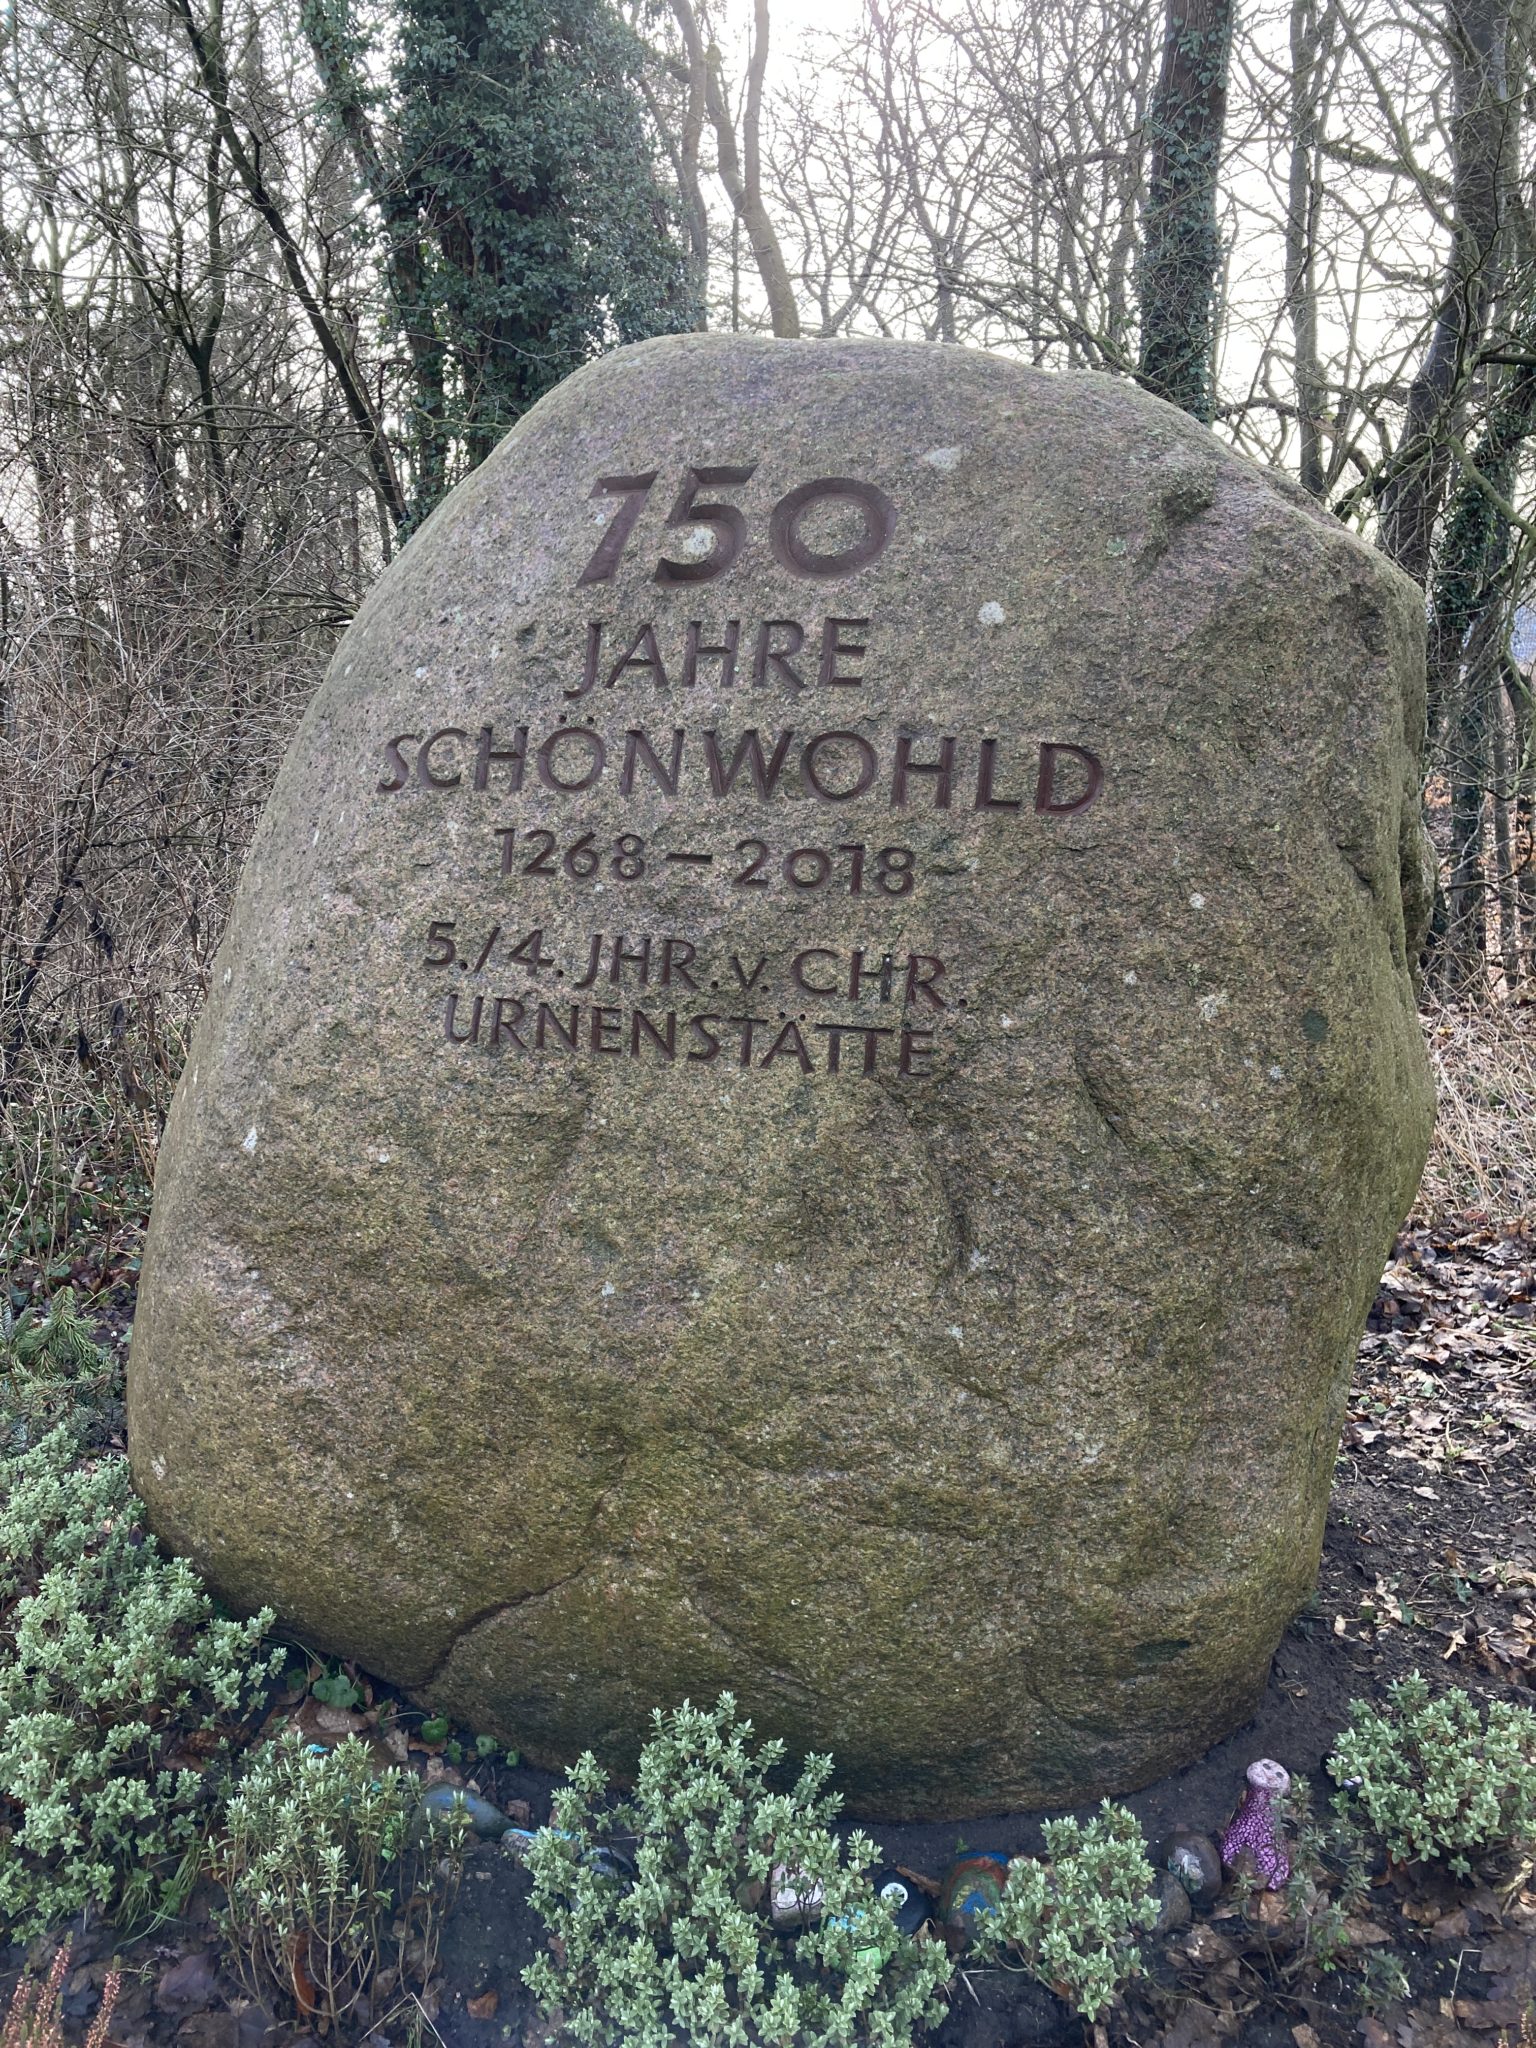 750
JAHRE
SCHÖNWOHLD
1268 – 2018
5./4. JHR. v. CHR.
URNENSTÄTTE